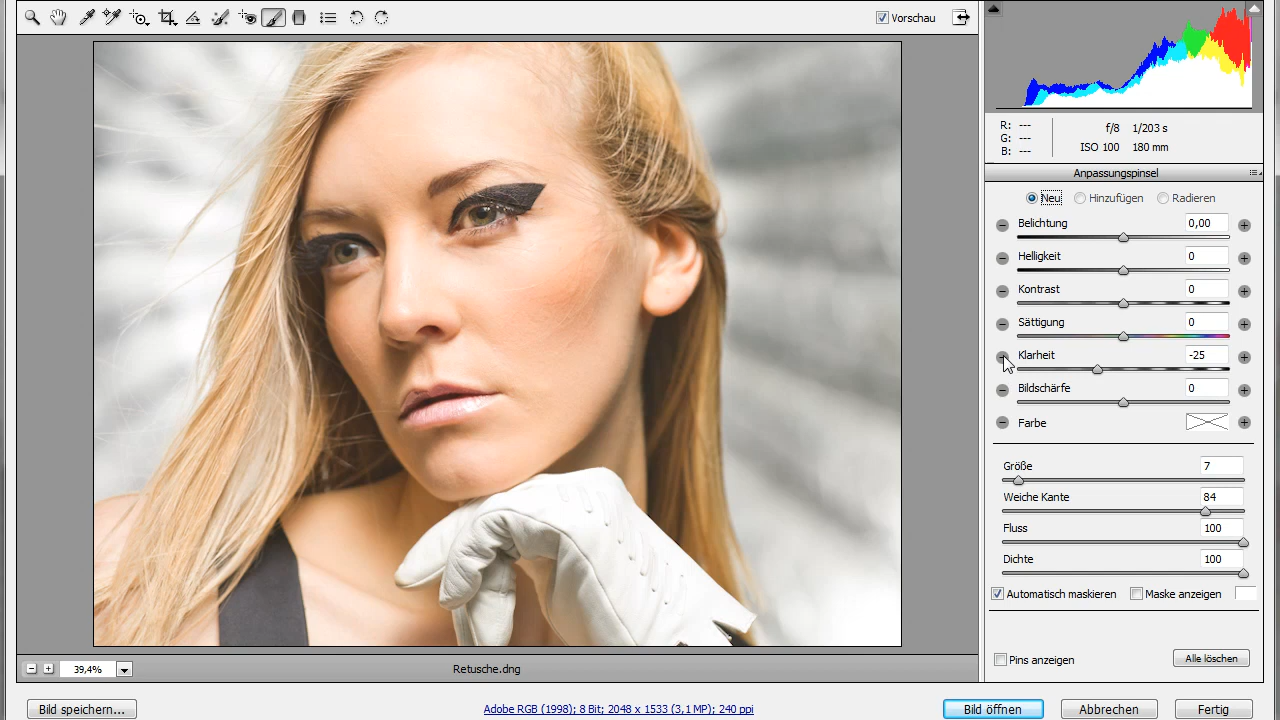 Vorschau
R: ---
G: ---
B: ---
f/8 1/203 s
ISO 100 180 mm
Anpassungspinsel
Neu Hinzufügen Radieren
Belichtung 0,00
Helligkeit 0
Kontrast 0
Sättigung 0
Klarheit -25
Bildschärfe 0
Farbe
Größe 7
Weiche Kante 84
Fluss 100
Dichte 100
Automatisch maskieren Maske anzeigen
Pins anzeigen Alle löschen
39,4% Retusche.dng
Bild speichern... Adobe RGB (1998); 8 Bit; 2048 x 1533 (3,1 MP); 240 ppi Bild öffnen Abbrechen Fertig